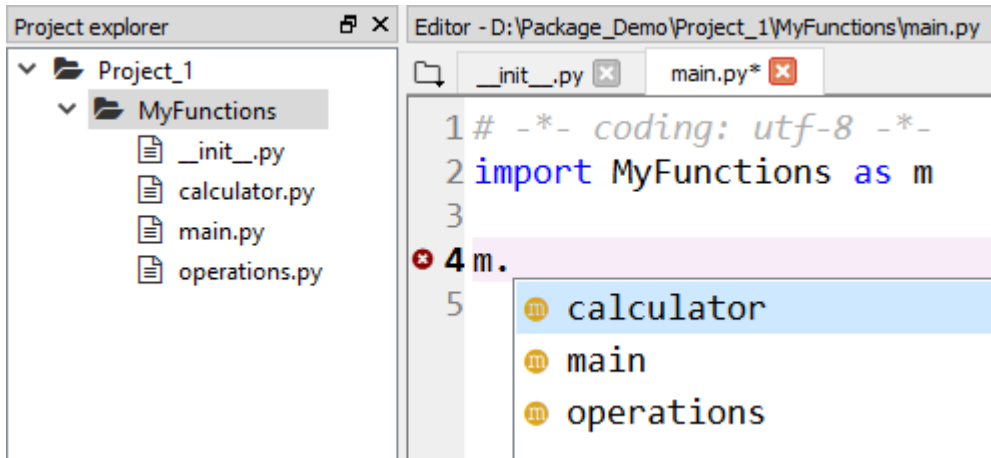 Project explorer
Project_1
MyFunctions
__init__.py
calculator.py
main.py
operations.py
Editor - D:\Package_Demo\Project_1\MyFunctions\main.py
__init__.py main.py*
1 # -*- coding: utf-8 -*-
2 import MyFunctions as m
3
4 m.
5
m calculator
m main
m operations